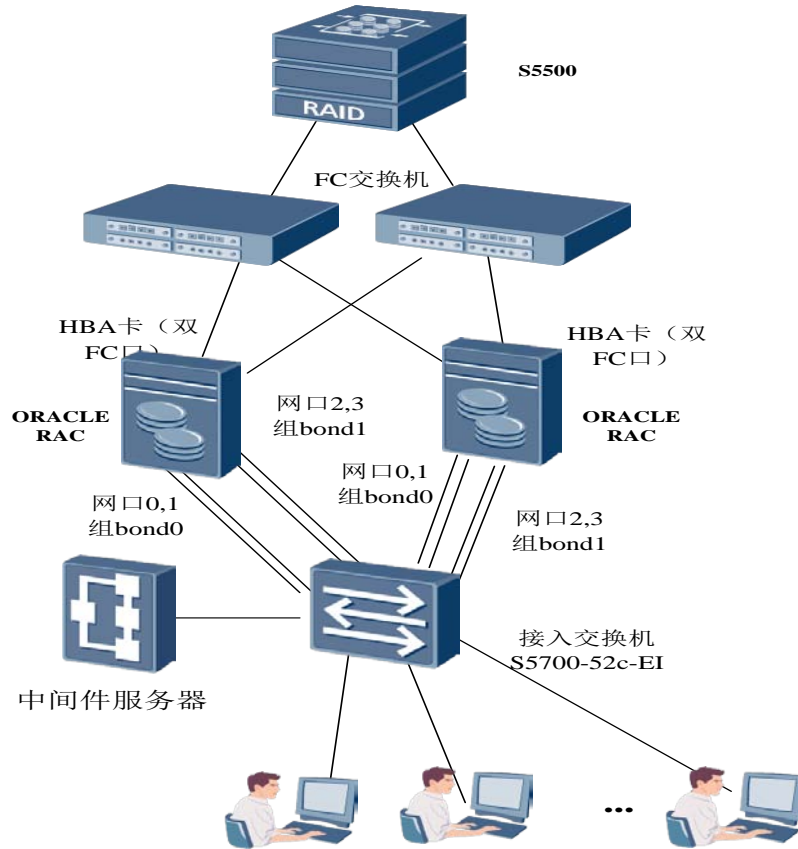 S5500
RAID
FC交换机
HBA卡（双
FC口）
HBA卡（双
FC口）
ORACLE
RAC
网口2,3
组bond1
ORACLE
RAC
网口0,1
组bond0
网口0,1
组bond0
网口2,3
组bond1
接入交换机
S5700-52c-EI
中间件服务器
...